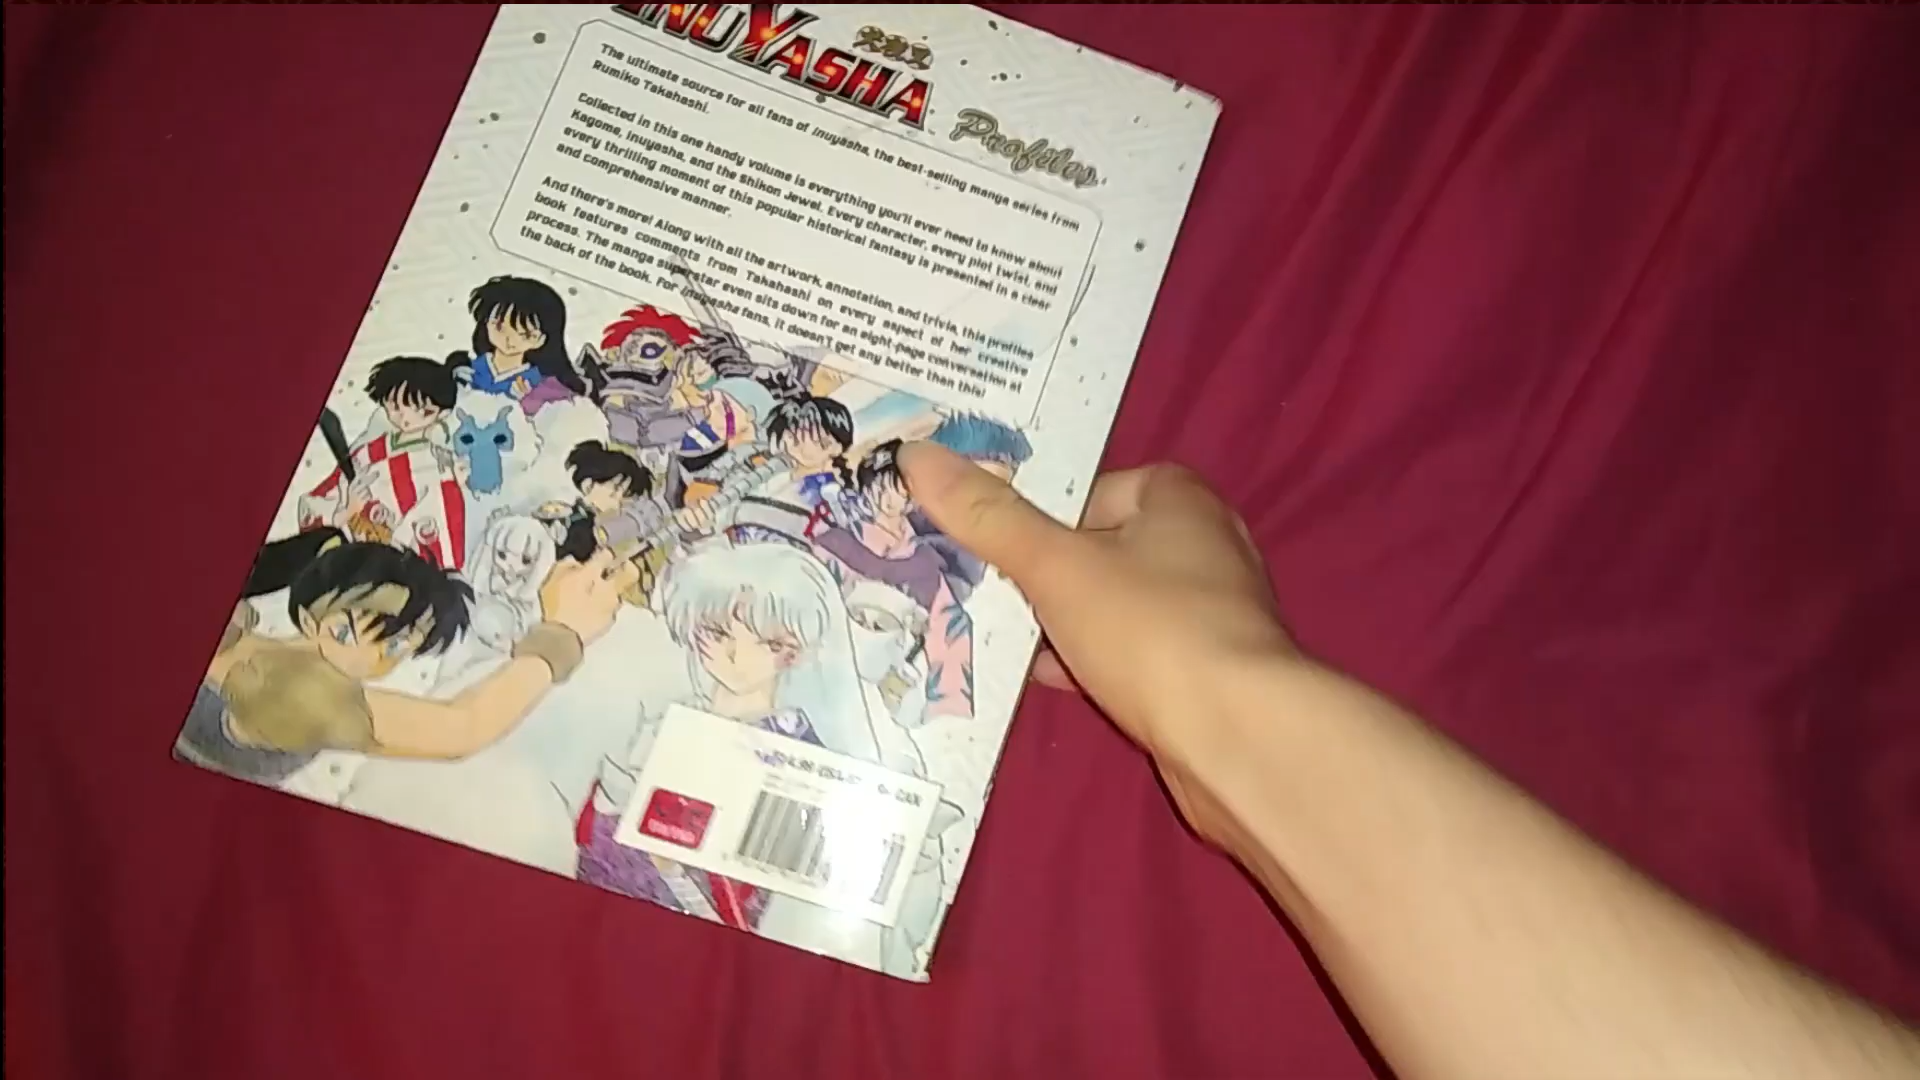 INUYASHA
犬夜叉
Profiles
The ultimate source for all fans of Inuyasha, the best-selling manga series from
Rumiko Takahashi.
Collected in this one handy volume is everything you'll ever need to know about
Kagome, Inuyasha, and the Shikon Jewel. Every character, every plot twist, and
every thrilling moment of this popular historical fantasy is presented in a clear
and comprehensive manner.
And there's more! Along with all the artwork, annotation, and trivia, this profiles
book features comments from Takahashi on every aspect of her creative
process. The manga superstar even sits down for an eight-page conversation at
the back of the book. For Inuyasha fans, it doesn't get any better than this!
CAN